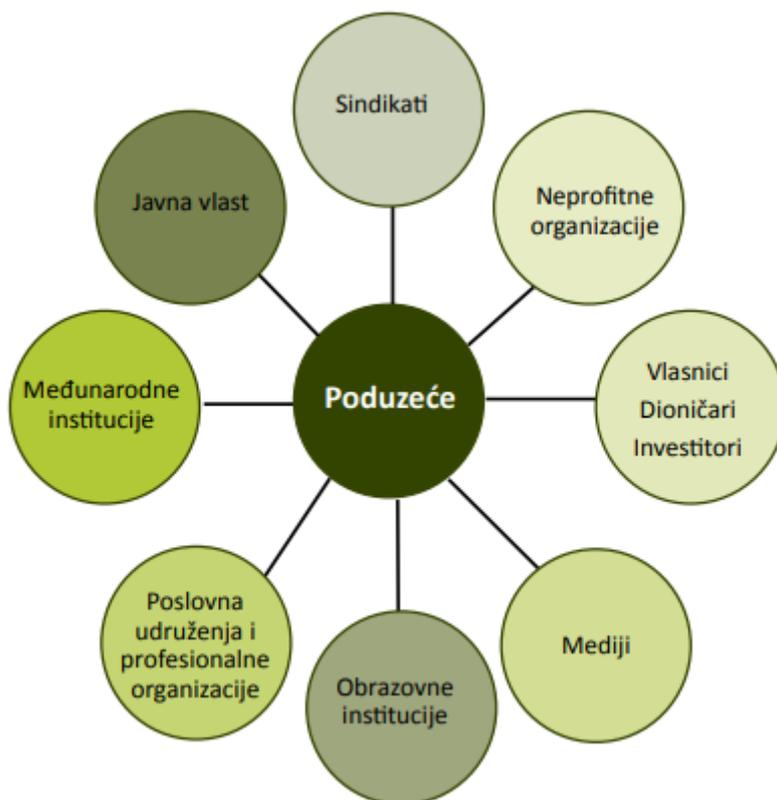 Sindikati
Javna vlast
Neprofitne
organizacije
Međunarodne
institucije
Poduzeće
Vlasnici
Dioničari
Investitori
Poslovna
udruženja i
profesionalne
organizacije
Obrazovne
institucije
Mediji